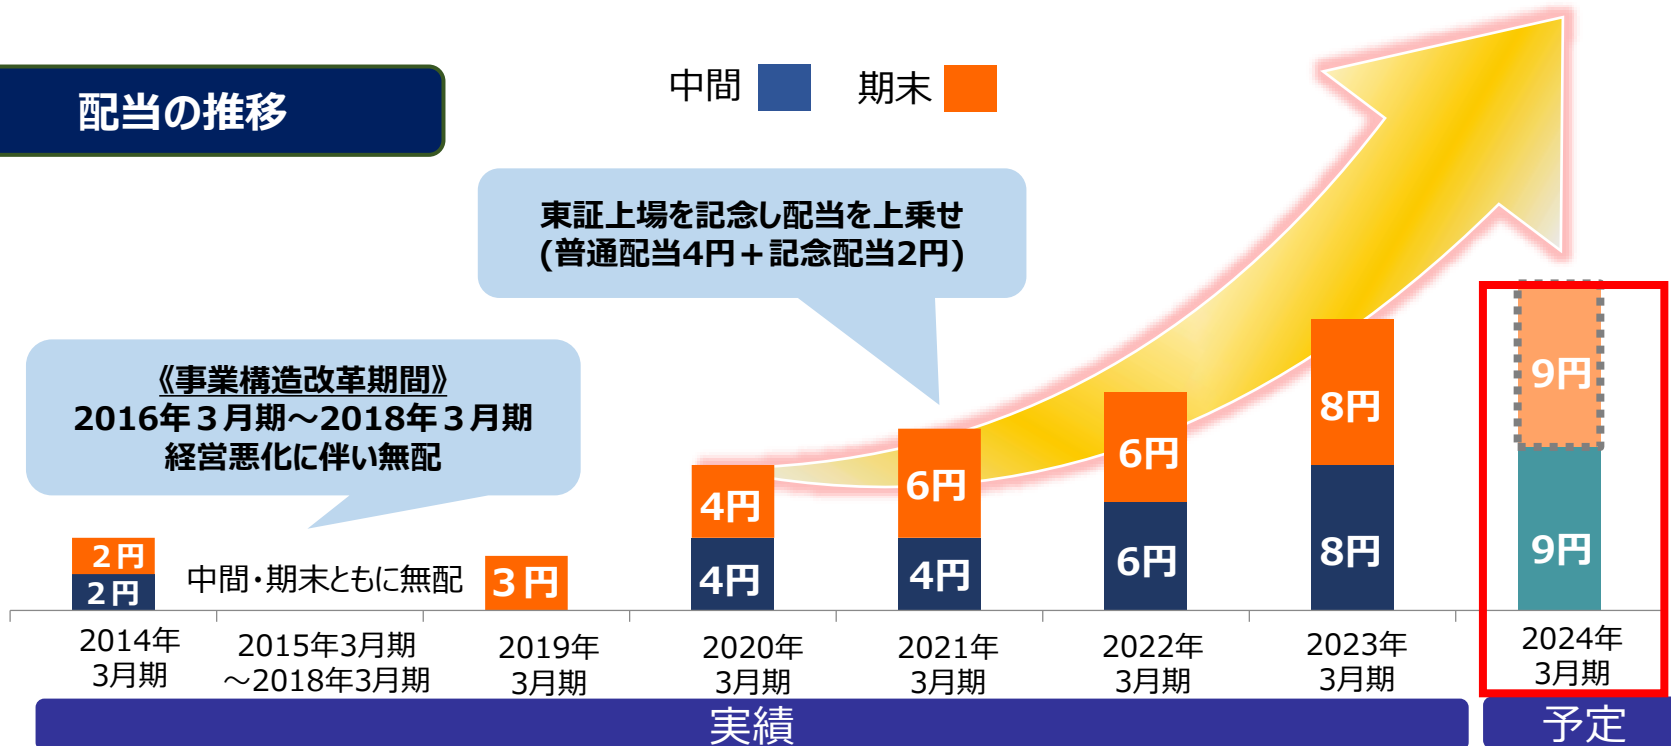 配当の推移
中間
期末
東証上場を記念し配当を上乗せ
(普通配当4円＋記念配当2円)
《事業構造改革期間》
2016年３月期～2018年３月期
経営悪化に伴い無配
２円
２円
中間・期末ともに無配
３円
4円
4円
6円
4円
6円
6円
8円
8円
9円
9円
2014年
3月期
2015年3月期
～2018年3月期
2019年
3月期
2020年
3月期
2021年
3月期
2022年
3月期
2023年
3月期
2024年
3月期
実績
予定